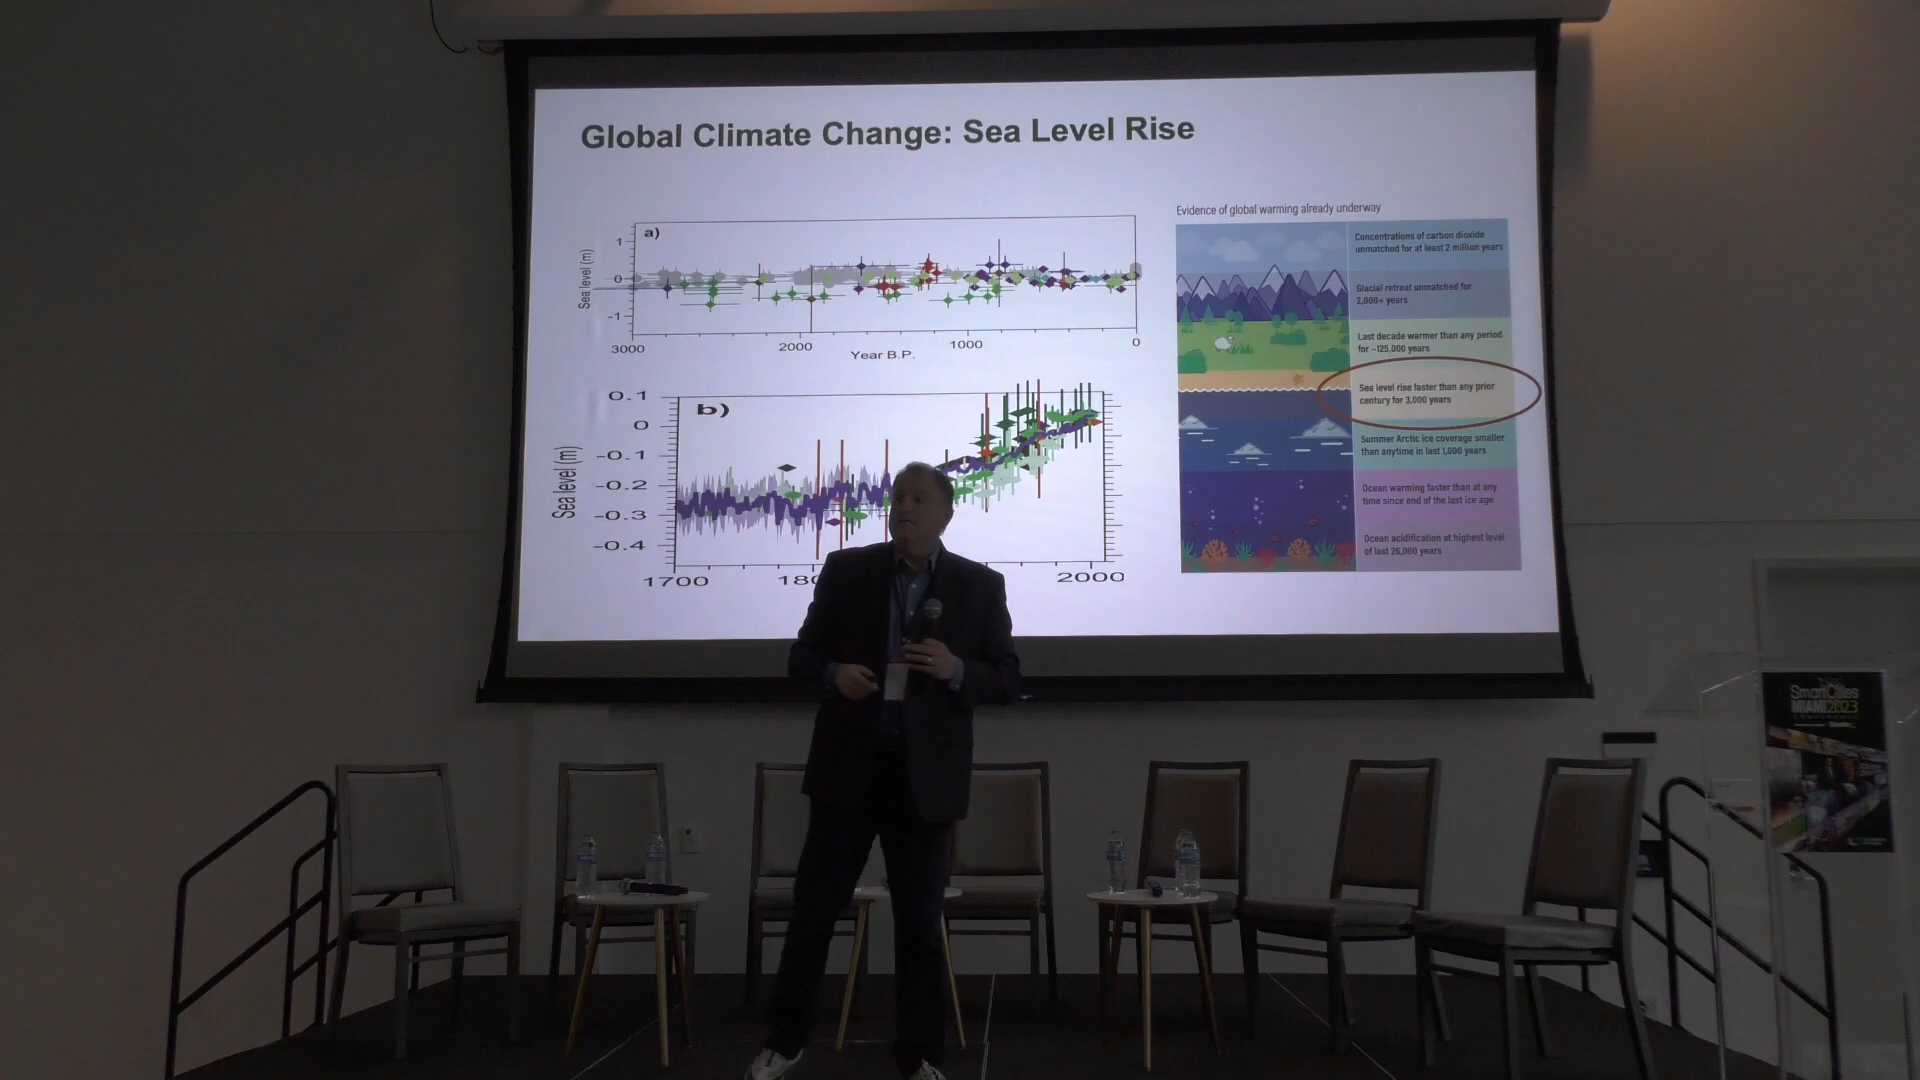 Global Climate Change: Sea Level Rise
a)
Sea level (m)
1
0
-1
3000
2000
1000
0
Year B.P.
b)
Sea level (m)
0.1
0
-0.1
-0.2
-0.3
-0.4
1700
2000
Evidence of global warming already underway
Concentrations of carbon dioxide
unmatched for at least 2 million years
Glacial retreat unmatched for
2,000+ years
Last decade warmer than any period
for ~125,000 years
Sea level rise faster than any prior
century for 3,000 years
Summer Arctic ice coverage smaller
than anytime in last 1,000 years
Ocean warming faster than at any
time since end of the last ice age
Ocean acidification at highest level
of last 26,000 years
SmartCities
MIAMI2023
CONFERENCE